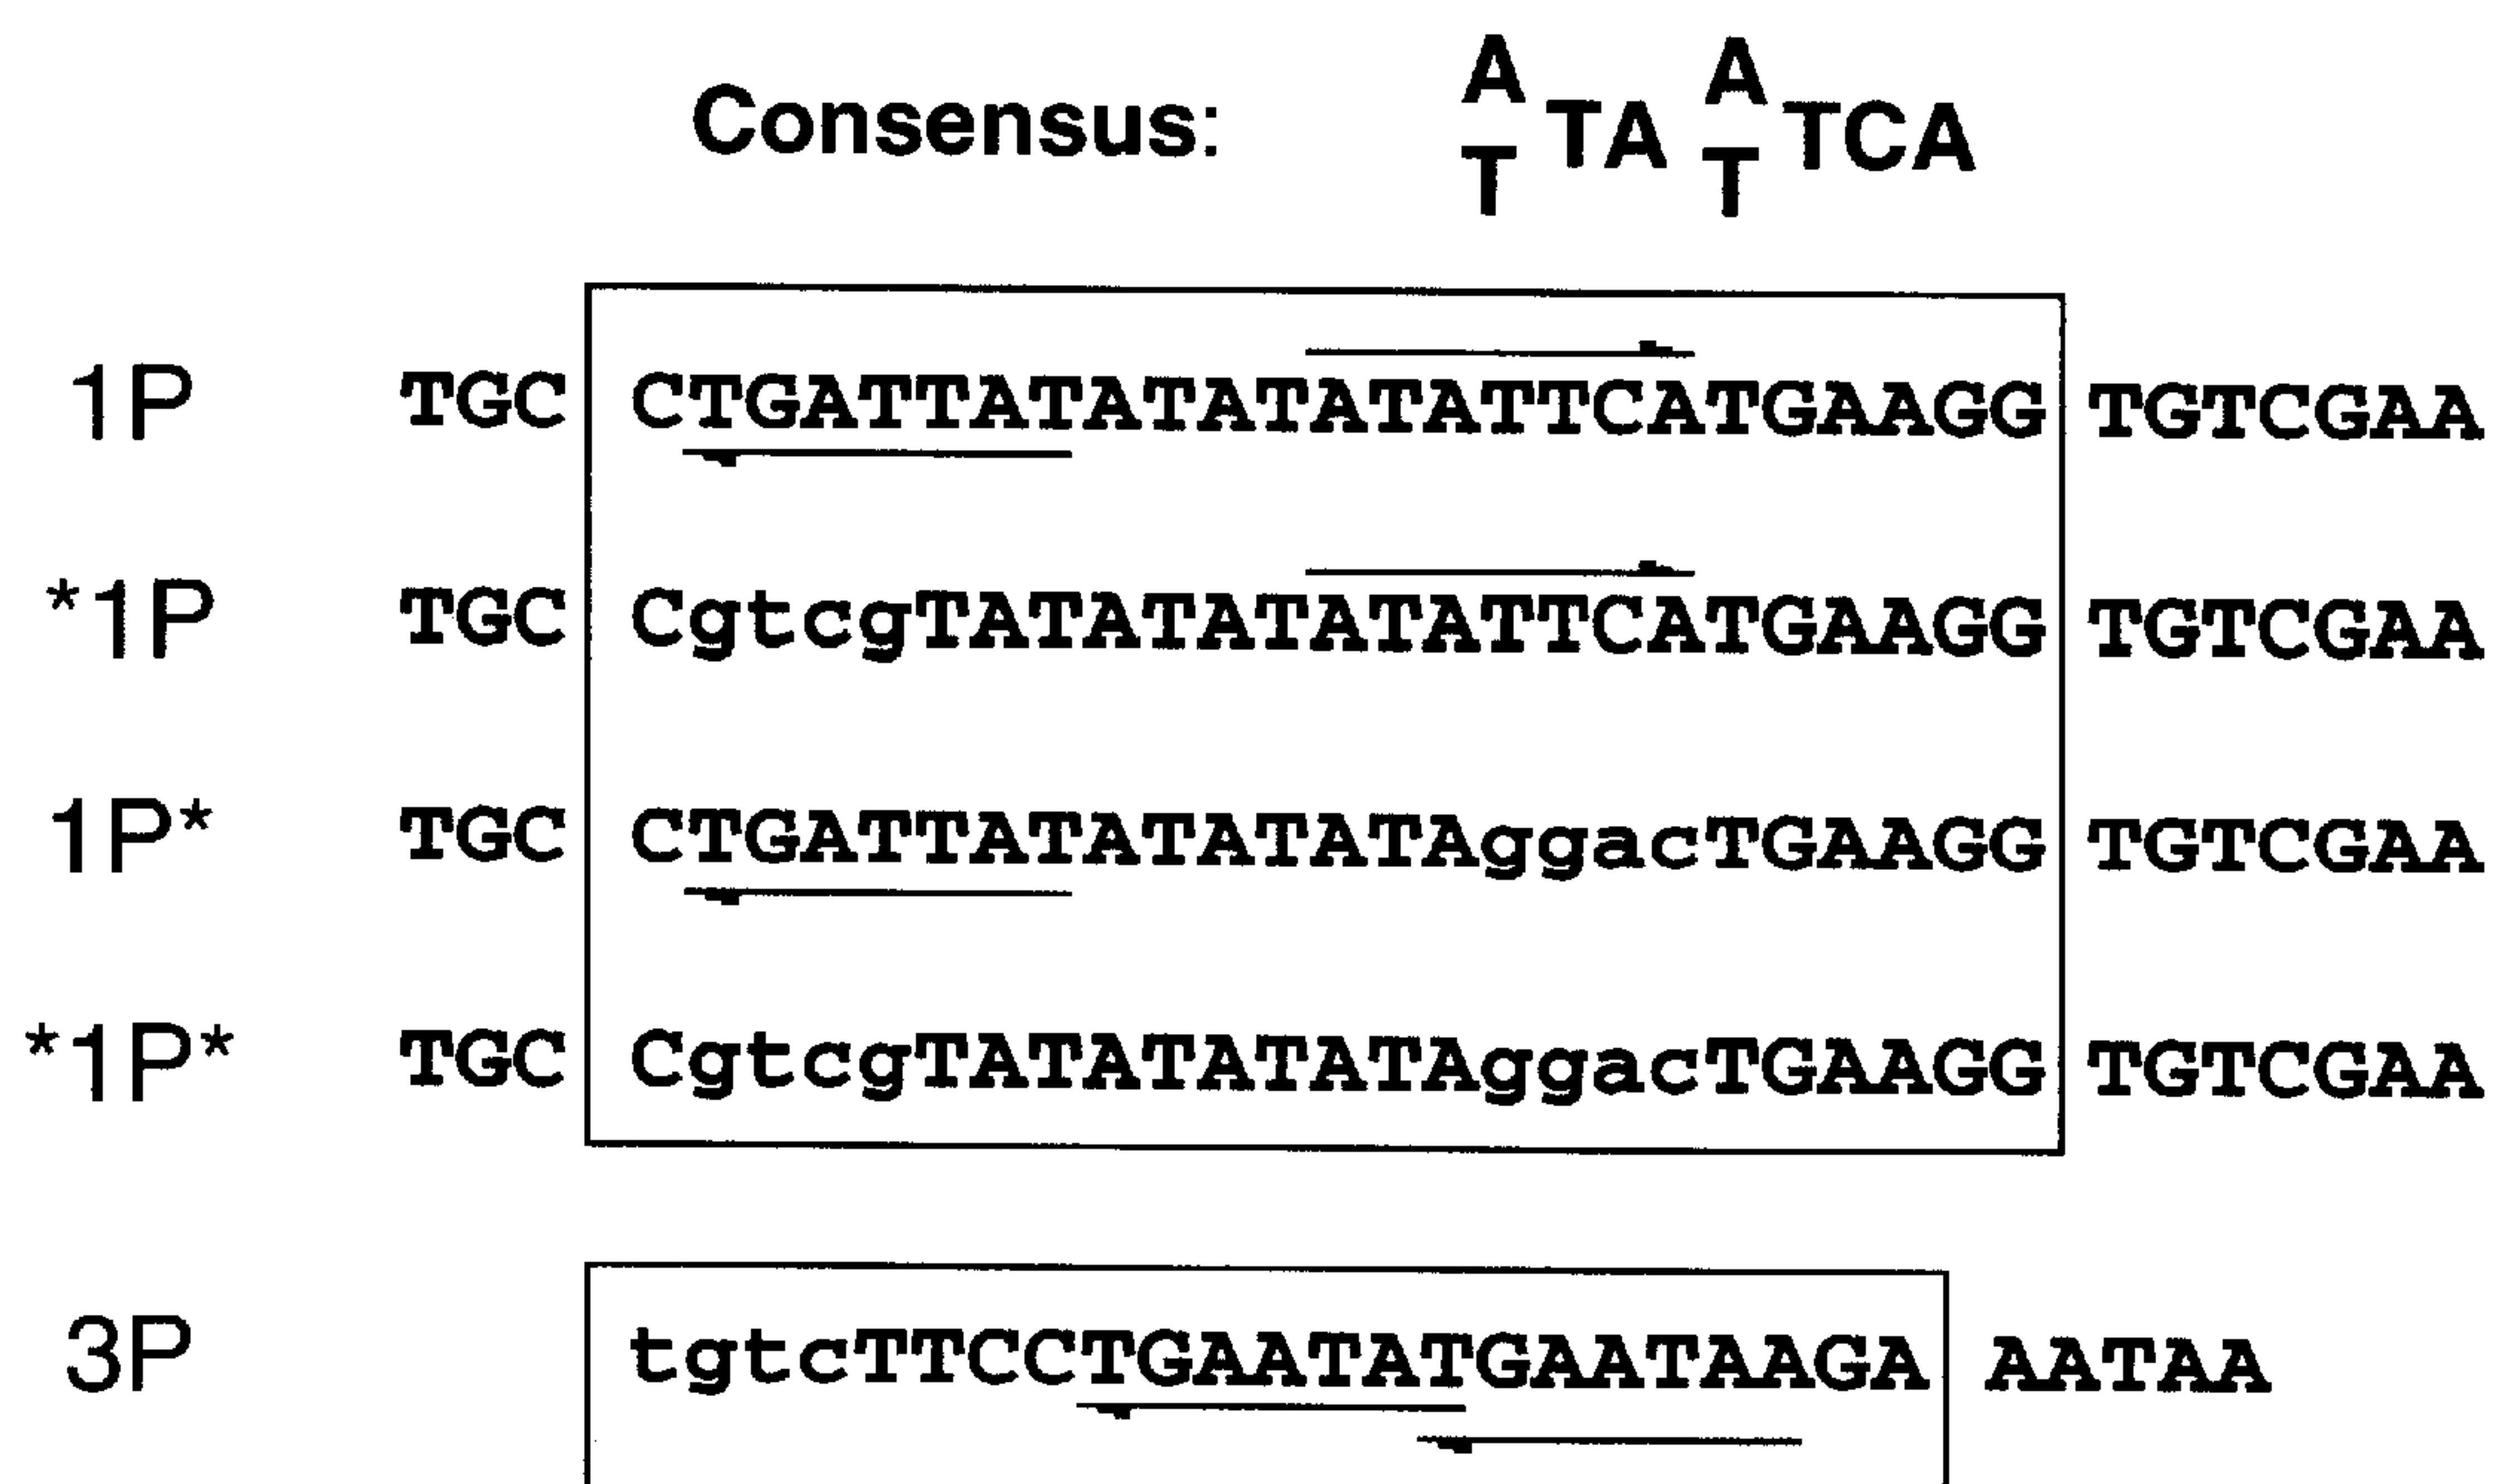 A A
Consensus: TA TCA
T T
1P TGC CTGATTATATATATATTCATGAAGG TGTCGAA
*1P TGC CgtcgTATATATATATTCATGAAGG TGTCGAA
1P* TGC CTGATTATATATATAggacTGAAGG TGTCGAA
*1P* TGC CgtcgTATATATATAggacTGAAGG TGTCGAA
3P tgtcTTCCTGAATATGAATAAGA AATAA